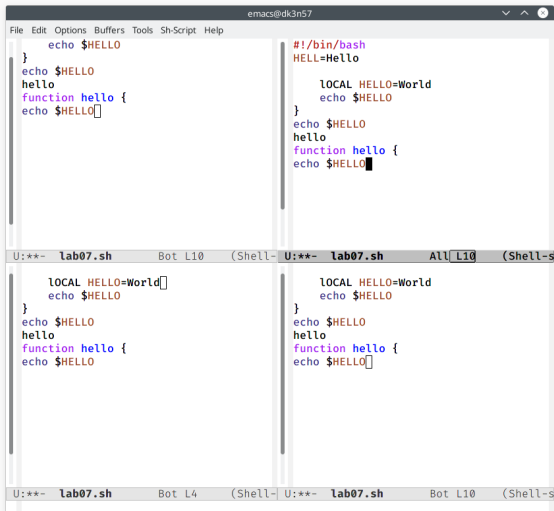 emacs@dk3n57
File Edit Options Buffers Tools Sh-Script Help
    echo $HELLO
}
echo $HELLO
hello
function hello {
echo $HELLO
U:**-  lab07.sh       Bot L10    (Shell-
#!/bin/bash
HELL=Hello

    lOCAL HELLO=World
    echo $HELLO
}
echo $HELLO
hello
function hello {
echo $HELLO
U:**-  lab07.sh       All L10    (Shell-s
    lOCAL HELLO=World
    echo $HELLO
}
echo $HELLO
hello
function hello {
echo $HELLO
U:**-  lab07.sh       Bot L4     (Shell-
    lOCAL HELLO=World
    echo $HELLO
}
echo $HELLO
hello
function hello {
echo $HELLO
U:**-  lab07.sh       Bot L10    (Shell-s